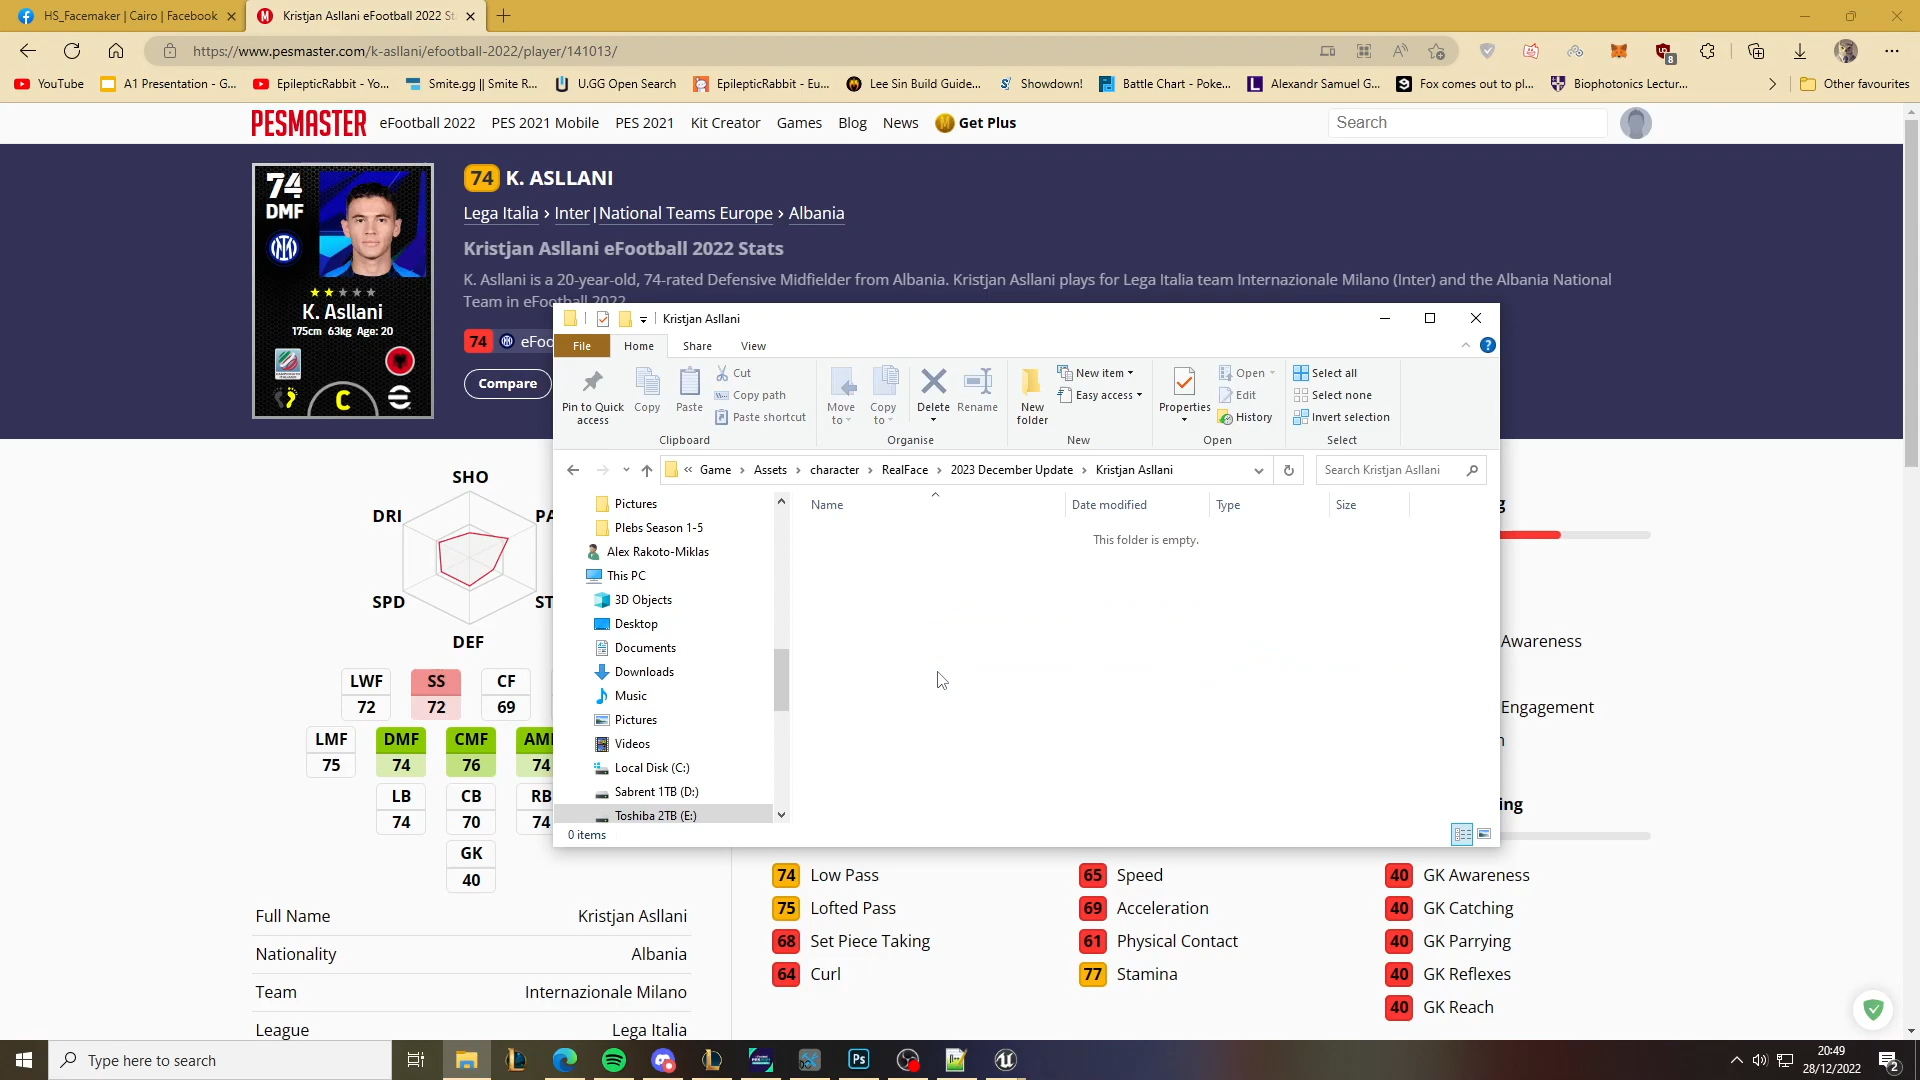 HS_Facemaker | Cairo | Facebook
Kristjan Asllani eFootball 2022 St
https://www.pesmaster.com/k-asllani/efootball-2022/player/141013/
8
YouTube
A1 Presentation - G...
EpilepticRabbit - Yo...
Smite.gg || Smite R...
U.GG Open Search
EpilepticRabbit - Eu...
Lee Sin Build Guide...
Showdown!
Battle Chart - Poke...
Alexandr Samuel G...
Fox comes out to pl...
Biophotonics Lectur...
Other favourites
PESMASTER
eFootball 2022
PES 2021 Mobile
PES 2021
Kit Creator
Games
Blog
News
Get Plus
Search
74
DMF
K. Asllani
175cm 63kg Age: 20
C
74 K. ASLLANI
Lega Italia › Inter|National Teams Europe › Albania
Kristjan Asllani eFootball 2022 Stats
K. Asllani is a 20-year-old, 74-rated Defensive Midfielder from Albania. Kristjan Asllani plays for Lega Italia team Internazionale Milano (Inter) and the Albania National
Team in eFootball 2022
74 eFoo
Compare
Kristjan Asllani
File
Home
Share
View
Pin to Quick
access
Copy
Paste
Cut
Copy path
Paste shortcut
Clipboard
Move
to
Copy
to
Delete
Rename
Organise
New
folder
New item
Easy access
New
Properties
Open
Edit
History
Open
Select all
Select none
Invert selection
Select
« Game › Assets › character › RealFace › 2023 December Update › Kristjan Asllani
Search Kristjan Asllani
Name
Date modified
Type
Size
This folder is empty.
Pictures
Plebs Season 1-5
Alex Rakoto-Miklas
This PC
3D Objects
Desktop
Documents
Downloads
Music
Pictures
Videos
Local Disk (C:)
Sabrent 1TB (D:)
Toshiba 2TB (E:)
0 items
SHO
DRI
PA
SPD
ST
DEF
LWF
72
SS
72
CF
69
LMF
75
DMF
74
CMF
76
AM
74
LB
74
CB
70
RB
74
GK
40
Full Name
Kristjan Asllani
Nationality
Albania
Team
Internazionale Milano
League
Lega Italia
g
Awareness
Engagement
n
ing
74 Low Pass
75 Lofted Pass
68 Set Piece Taking
64 Curl
65 Speed
69 Acceleration
61 Physical Contact
77 Stamina
40 GK Awareness
40 GK Catching
40 GK Parrying
40 GK Reflexes
40 GK Reach
Type here to search
Ps
20:49
28/12/2022
2